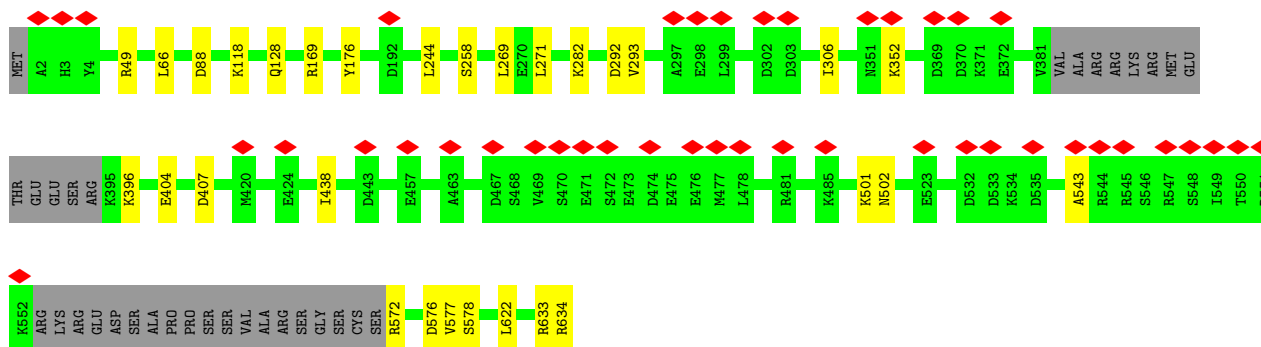 MET A2 H3 Y4 R49 L66 D88 K118 Q128 R169 Y176 D192 L244 S258 L269 E270 L271 K282 D292 V293 A297 E298 L299 D302 D303 I306 N351 K352 D369 D370 K371 E372 V381 VAL ALA ARG ARG LYS ARG MET GLU
THR GLU GLU SER ARG K395 K396 E404 D407 M420 E424 I438 D443 E457 A463 D467 S468 V469 S470 E471 S472 E473 D474 E475 E476 M477 L478 R481 K485 K501 N502 E523 D532 D533 K534 D535 A543 R544 R545 S546 R547 S548 I549 T550
K552 ARG LYS ARG GLU ASP SER ALA PRO PRO SER SER VAL ALA ARG SER GLY SER CYS SER R572 D576 V577 S578 L622 R633 R634